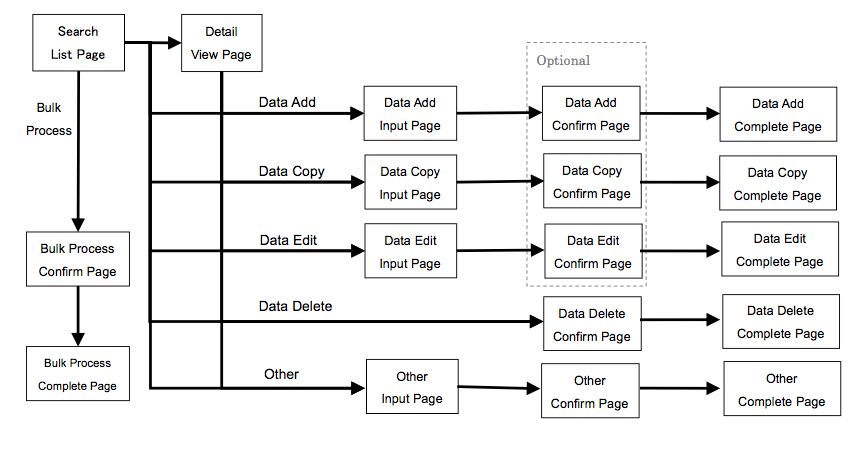 Search
List Page
Detail
View Page
Optional
Bulk
Process
Data Add
Data Add
Input Page
Data Add
Confirm Page
Data Add
Complete Page
Data Copy
Data Copy
Input Page
Data Copy
Confirm Page
Data Copy
Complete Page
Bulk Process
Confirm Page
Data Edit
Data Edit
Input Page
Data Edit
Confirm Page
Data Edit
Complete Page
Data Delete
Data Delete
Confirm Page
Data Delete
Complete Page
Bulk Process
Complete Page
Other
Other
Input Page
Other
Confirm Page
Other
Complete Page